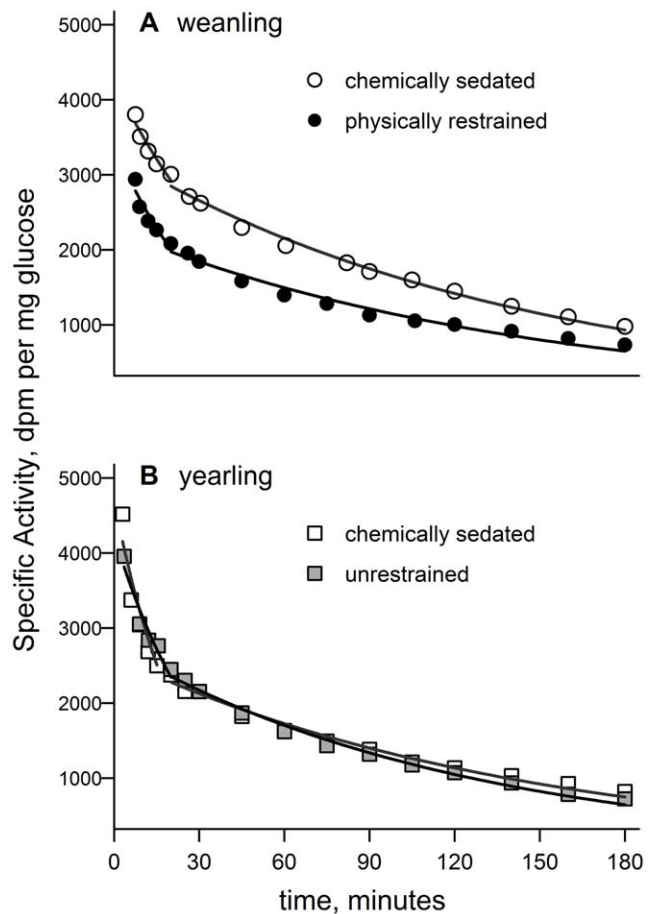 A weanling
5000
4000
3000
2000
1000
chemically sedated
physically restrained
Specific Activity, dpm per mg glucose
B yearling
5000
4000
3000
2000
1000
chemically sedated
unrestrained
0 30 60 90 120 150 180
time, minutes